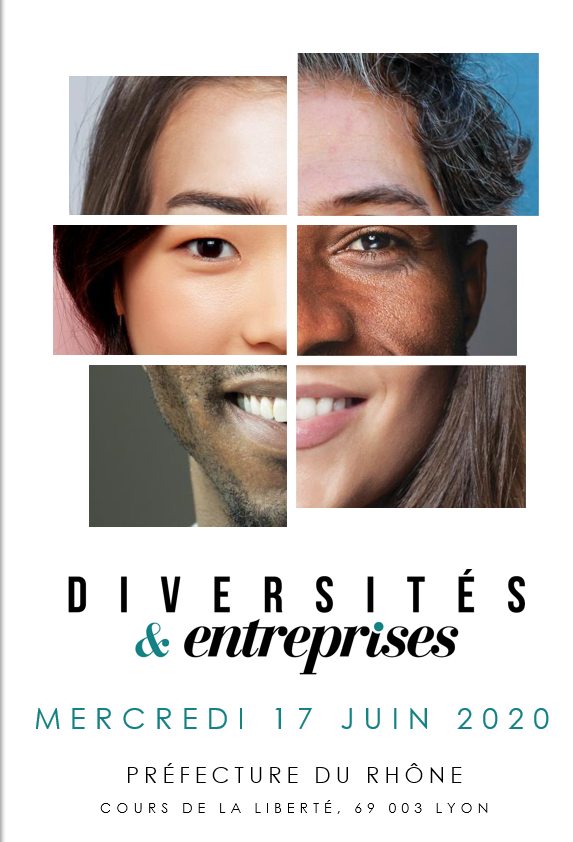 DIVERSITÉS
& entreprises
MERCREDI 17 JUIN 2020
PRÉFECTURE DU RHÔNE
COURS DE LA LIBERTÉ, 69 003 LYON